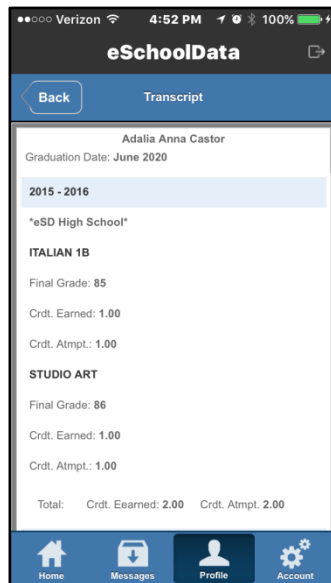 Verizon 4:52 PM 100%
eSchoolData
Back Transcript
Adalia Anna Castor
Graduation Date: June 2020
2015 - 2016
*eSD High School*
ITALIAN 1B
Final Grade: 85
Crdt. Earned: 1.00
Crdt. Atmpt.: 1.00
STUDIO ART
Final Grade: 86
Crdt. Earned: 1.00
Crdt. Atmpt.: 1.00
Total: Crdt. Eearned: 2.00 Crdt. Atmpt. 2.00
Home Messages Profile Account